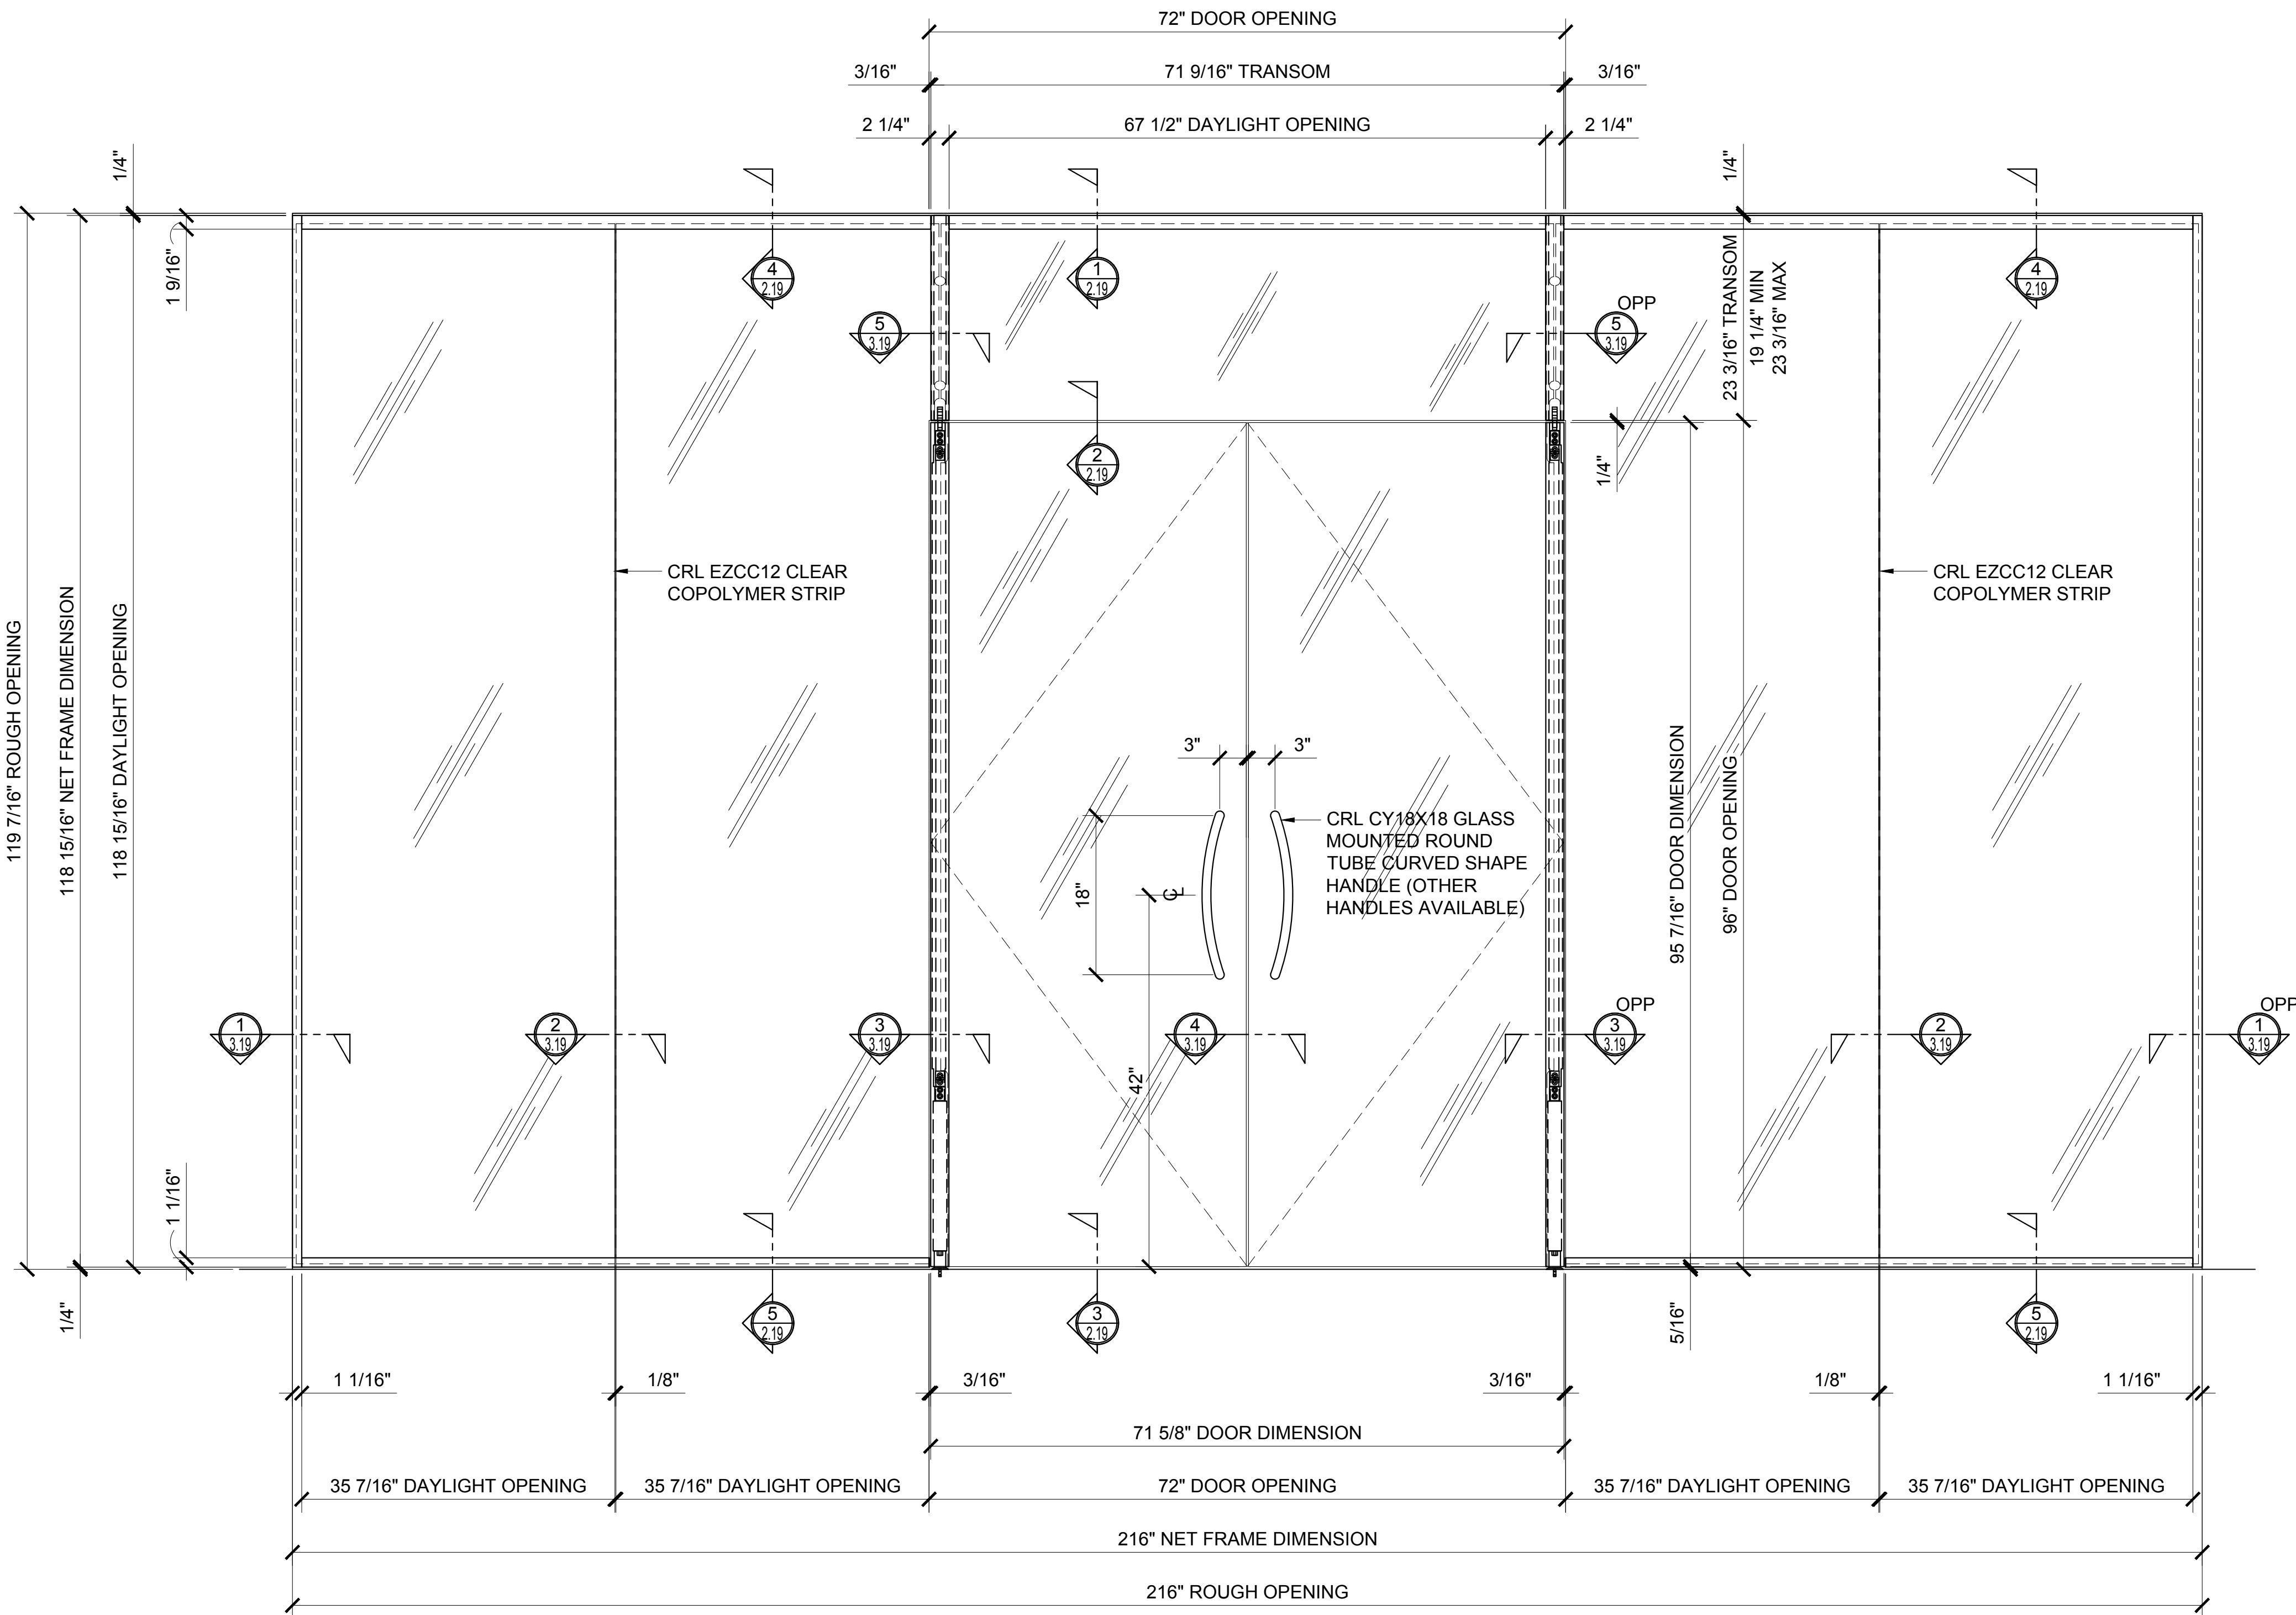 72" DOOR OPENING
3/16"
71 9/16" TRANSOM
3/16"
2 1/4"
67 1/2" DAYLIGHT OPENING
2 1/4"
1/4"
1/4"
1 9/16"
119 7/16" ROUGH OPENING
118 15/16" NET FRAME DIMENSION
118 15/16" DAYLIGHT OPENING
4
2.19
1
2.19
4
2.19
5
3.19
OPP
5
3.19
23 3/16" TRANSOM
19 1/4" MIN
23 3/16" MAX
2
2.19
1/4"
CRL EZCC12 CLEAR
COPOLYMER STRIP
CRL EZCC12 CLEAR
COPOLYMER STRIP
3"
3"
18"
CL
CRL CY18X18 GLASS
MOUNTED ROUND
TUBE CURVED SHAPE
HANDLE (OTHER
HANDLES AVAILABLE)
95 7/16" DOOR DIMENSION
96" DOOR OPENING
1
3.19
2
3.19
3
3.19
4
3.19
OPP
3
3.19
2
3.19
OPP
1
3.19
42"
1 1/16"
1/4"
5
2.19
3
2.19
5/16"
5
2.19
1 1/16"
1/8"
3/16"
3/16"
1/8"
1 1/16"
71 5/8" DOOR DIMENSION
35 7/16" DAYLIGHT OPENING
35 7/16" DAYLIGHT OPENING
72" DOOR OPENING
35 7/16" DAYLIGHT OPENING
35 7/16" DAYLIGHT OPENING
216" NET FRAME DIMENSION
216" ROUGH OPENING